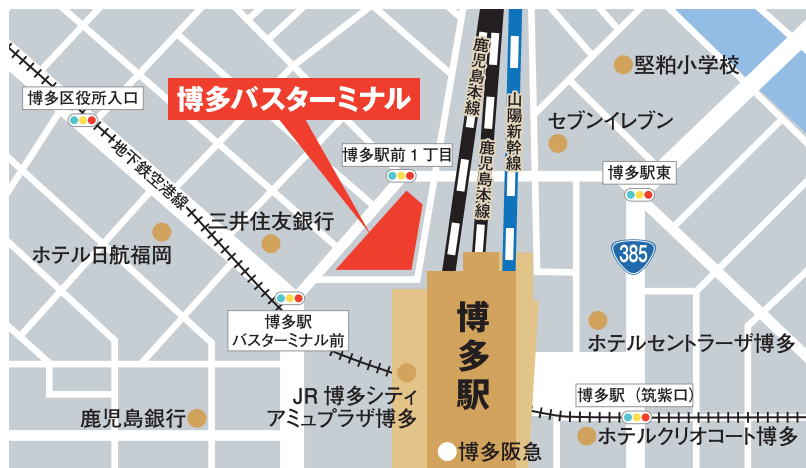 鹿児島本線
堅粕小学校
博多バスターミナル
博多区役所入口
山陽新幹線
セブンイレブン
地下鉄空港線
博多駅前1丁目
鹿児島本線
博多駅東
三井住友銀行
ホテル日航福岡
385
博多駅
バスターミナル前
博多駅
ホテルセントラーザ博多
JR 博多シティ
アミュプラザ博多
博多駅（筑紫口）
鹿児島銀行
ホテルクリオコート博多
博多阪急